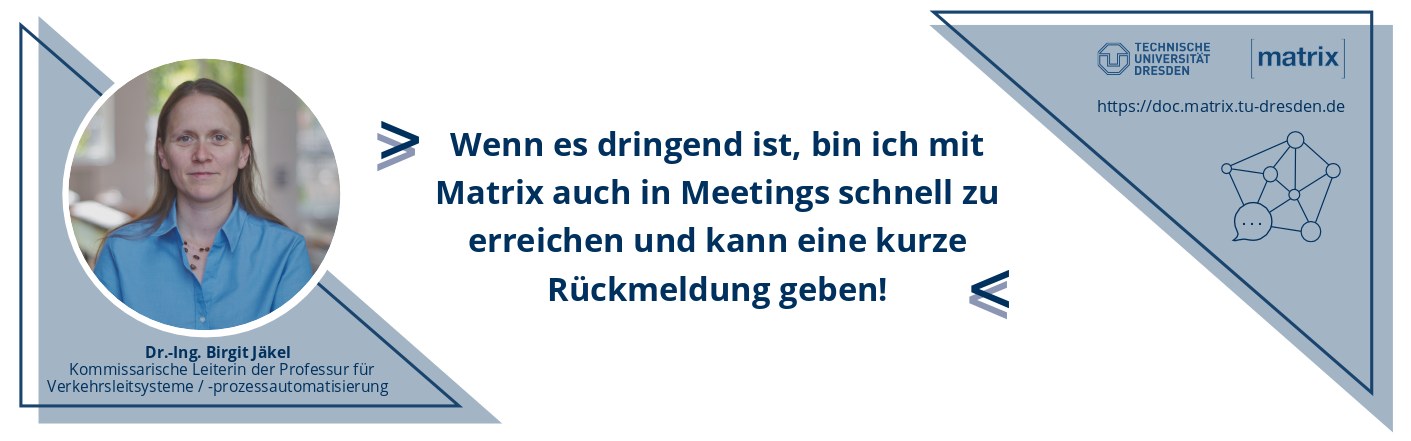 Wenn es dringend ist, bin ich mit
Matrix auch in Meetings schnell zu
erreichen und kann eine kurze
Rückmeldung geben!
Dr.-Ing. Birgit Jäkel
Kommissarische Leiterin der Professur für
Verkehrsleitsysteme / -prozessautomatisierung
TECHNISCHE
UNIVERSITÄT
DRESDEN
[matrix]
https://doc.matrix.tu-dresden.de